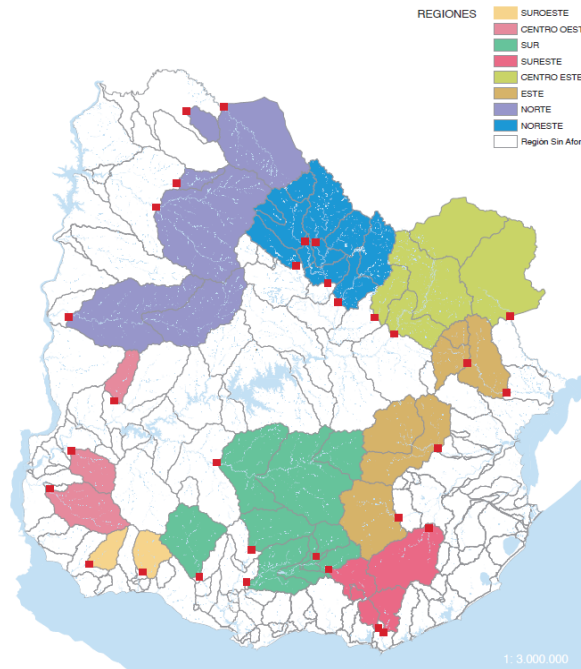 REGIONES
SUROESTE
CENTRO OEST
SUR
SURESTE
CENTRO ESTE
ESTE
NORTE
NORESTE
Región Sin Afor
1: 3.000.000